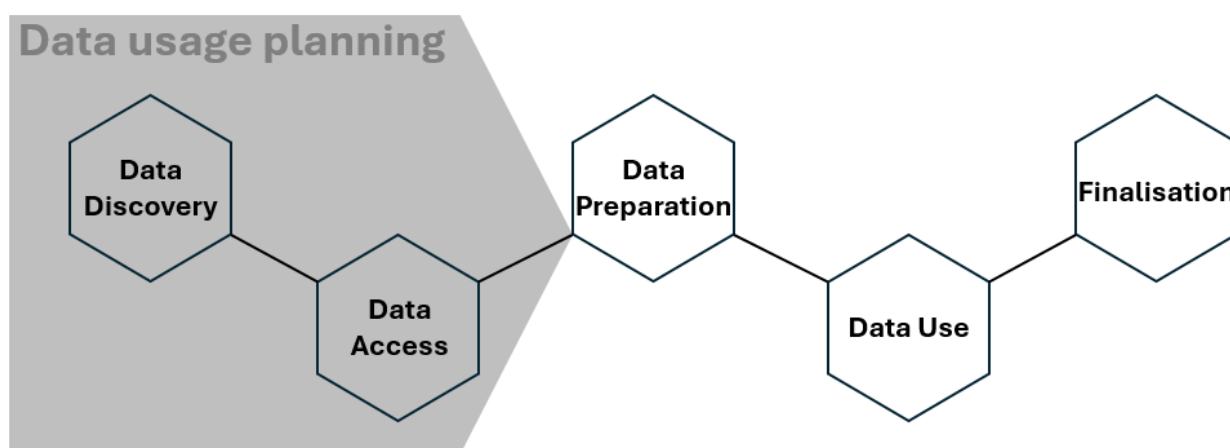 Data usage planning
Data
Discovery
Data
Access
Data
Preparation
Data Use
Finalisation